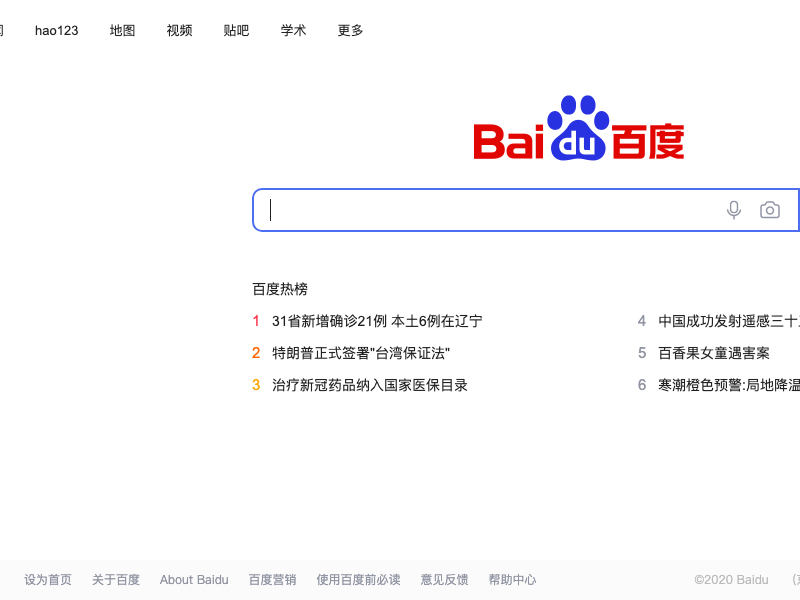 hao123 地图 视频 贴吧 学术 更多
Bai du 百度
百度热榜
1 31省新增确诊21例 本土6例在辽宁
4 中国成功发射遥感三十
2 特朗普正式签署"台湾保证法"
5 百香果女童遇害案
3 治疗新冠药品纳入国家医保目录
6 寒潮橙色预警:局地降温
设为首页 关于百度 About Baidu 百度营销 使用百度前必读 意见反馈 帮助中心 ©2020 Baidu